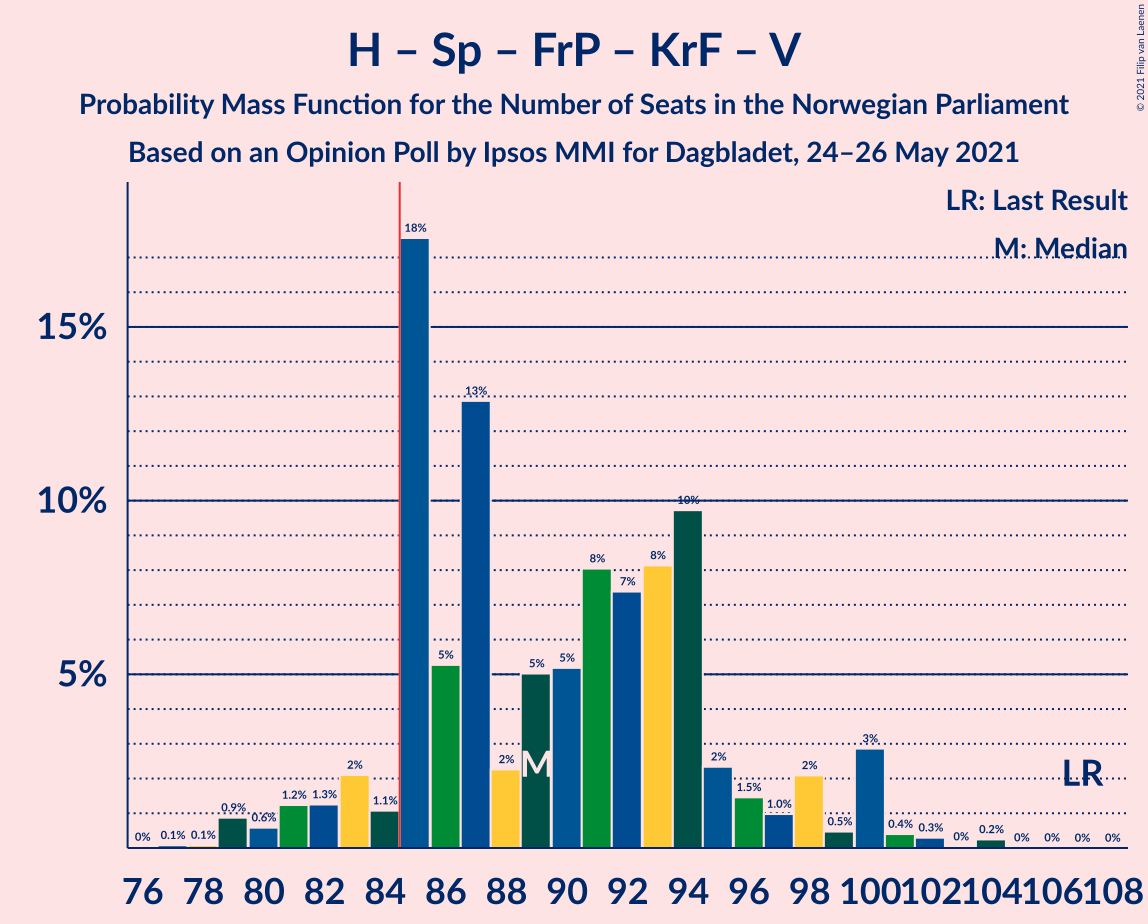 H – Sp – FrP – KrF – V
Probability Mass Function for the Number of Seats in the Norwegian Parliament
Based on an Opinion Poll by Ipsos MMI for Dagbladet, 24–26 May 2021
© 2021 Filip van Laenen
LR: Last Result
M: Median
15%
10%
5%
0% 0.1% 0.1% 0.9% 0.6% 1.2% 1.3% 2% 1.1% 18% 5% 13% 2% 5% 5% 8% 7% 8% 10% 2% 1.5% 1.0% 2% 0.5% 3% 0.4% 0.3% 0% 0.2% 0% 0% 0% 0%
M
LR
76 78 80 82 84 86 88 90 92 94 96 98 100 102 104 106 108